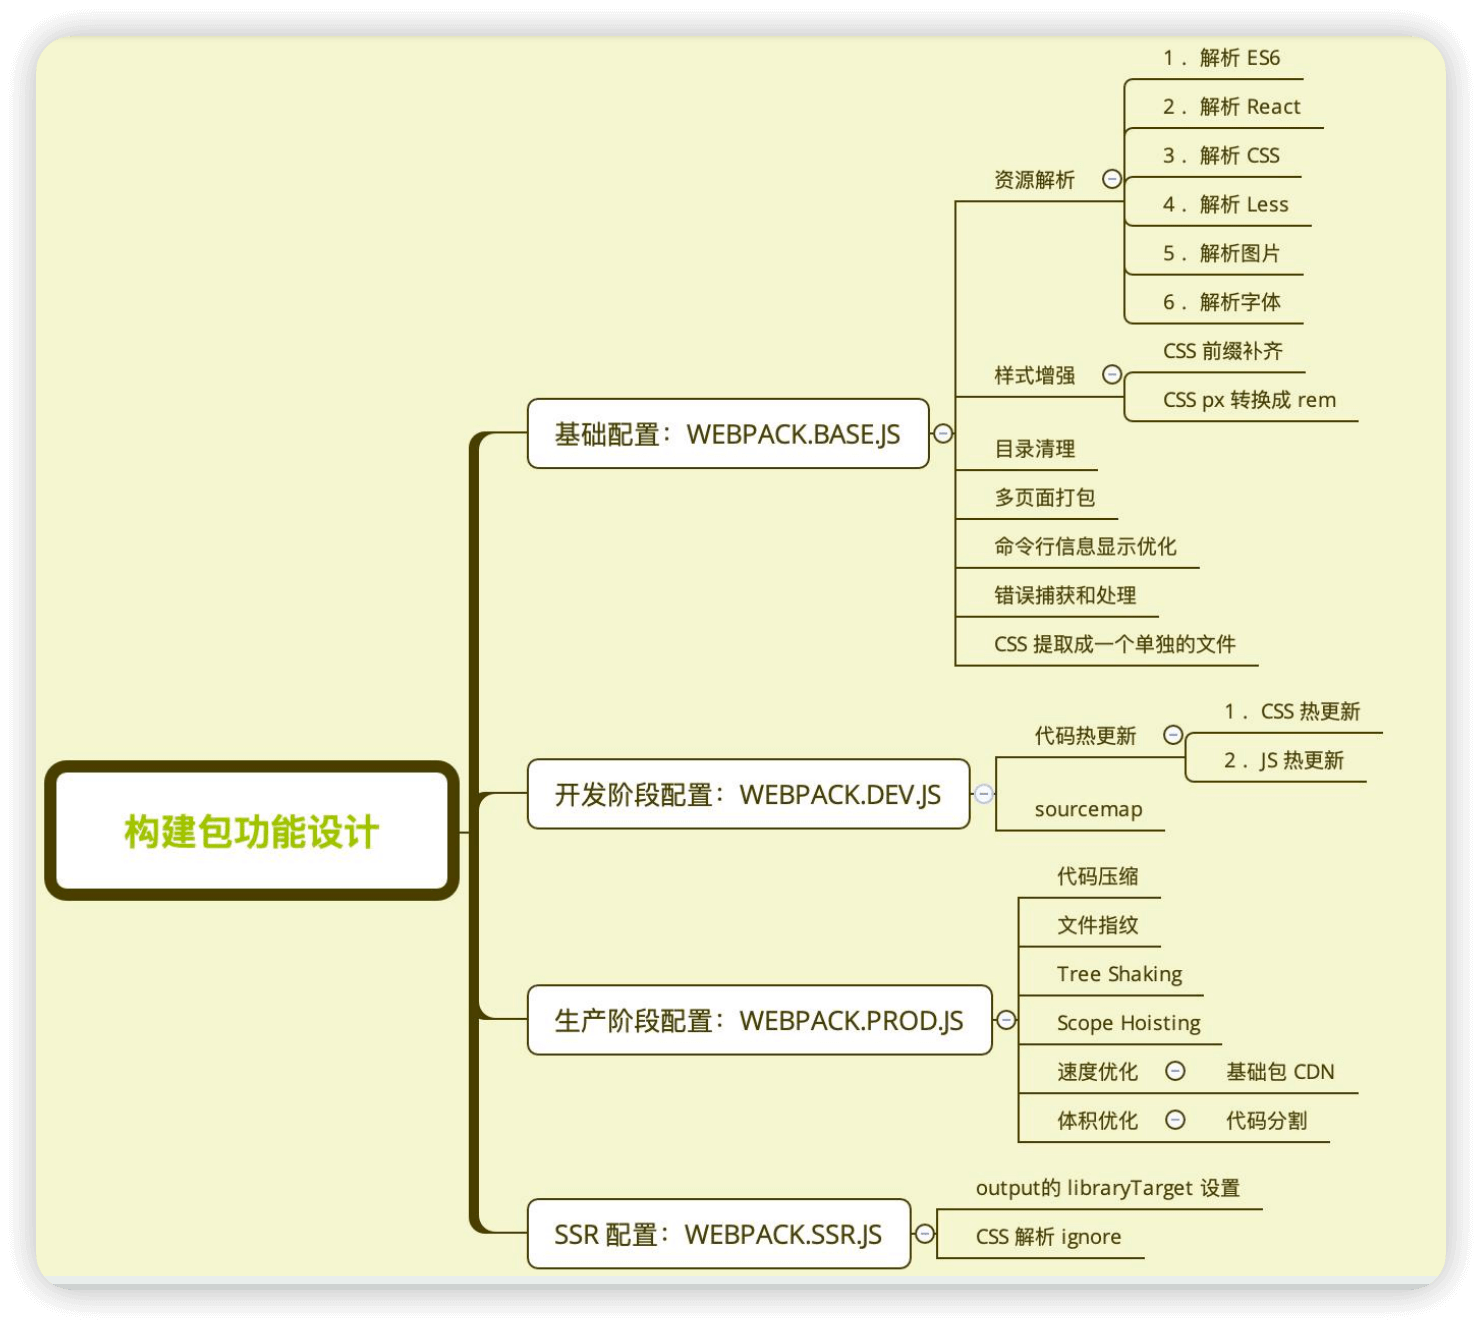 构建包功能设计
基础配置：WEBPACK.BASE.JS
资源解析
1．解析 ES6
2．解析 React
3．解析 CSS
4．解析 Less
5．解析图片
6．解析字体
样式增强
CSS 前缀补齐
CSS px 转换成 rem
目录清理
多页面打包
命令行信息显示优化
错误捕获和处理
CSS 提取成一个单独的文件
开发阶段配置：WEBPACK.DEV.JS
代码热更新
1．CSS 热更新
2．JS 热更新
sourcemap
生产阶段配置：WEBPACK.PROD.JS
代码压缩
文件指纹
Tree Shaking
Scope Hoisting
速度优化
基础包 CDN
体积优化
代码分割
SSR 配置：WEBPACK.SSR.JS
output的 libraryTarget 设置
CSS 解析 ignore